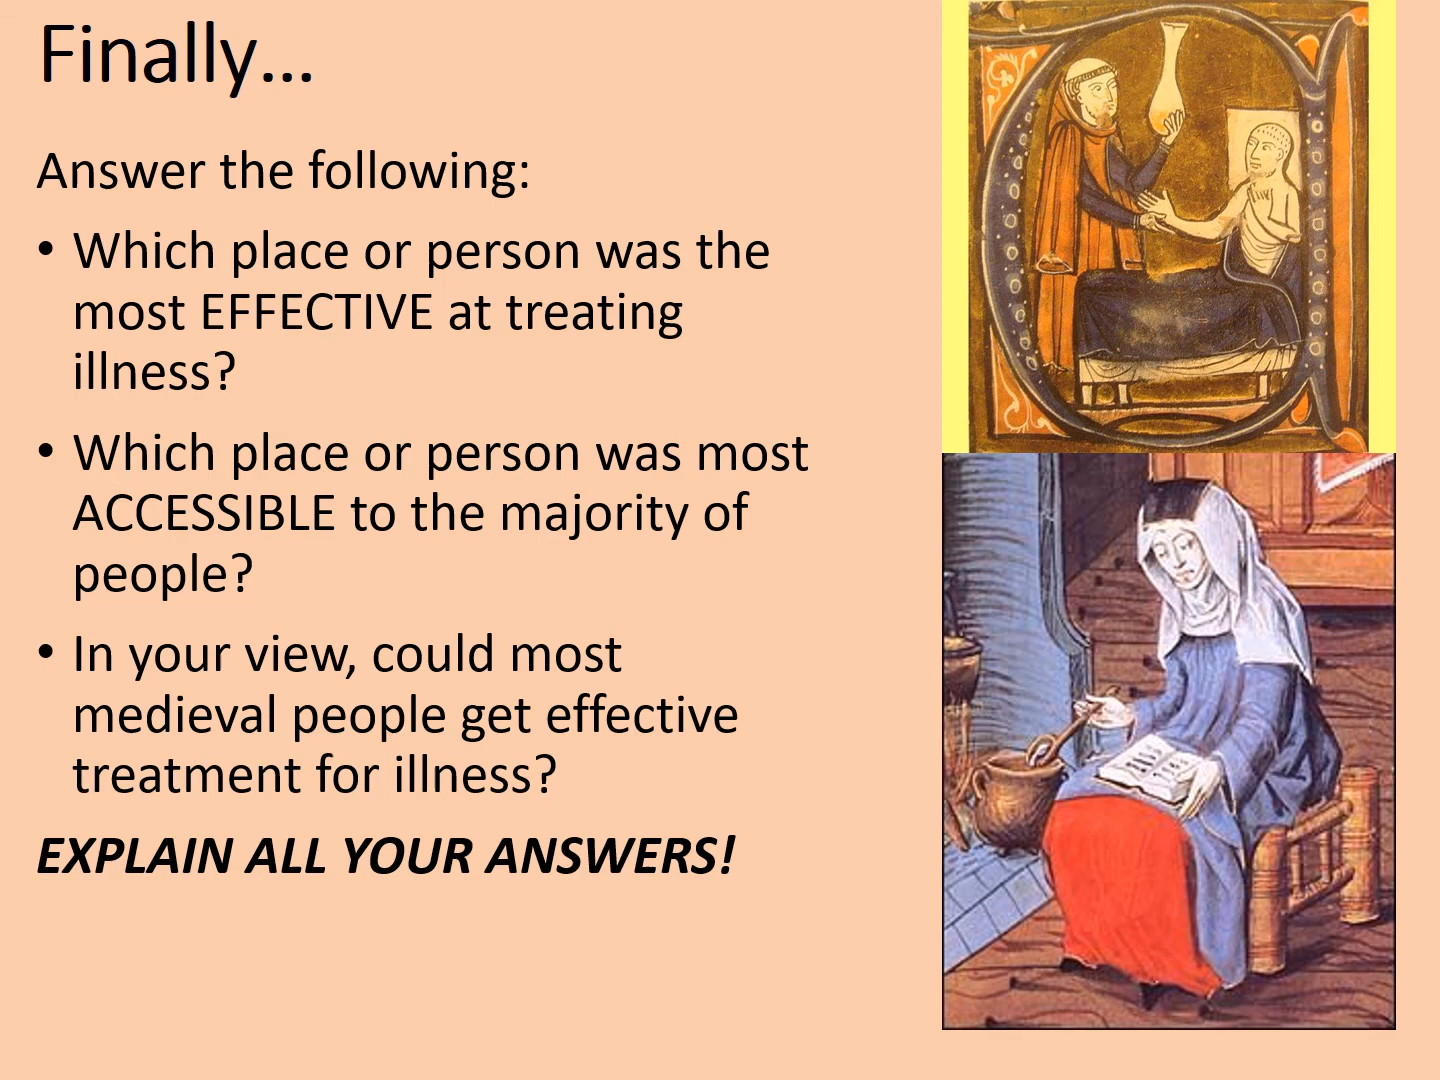 Finally…
Answer the following:
• Which place or person was the
most EFFECTIVE at treating
illness?
• Which place or person was most
ACCESSIBLE to the majority of
people?
• In your view, could most
medieval people get effective
treatment for illness?
EXPLAIN ALL YOUR ANSWERS!